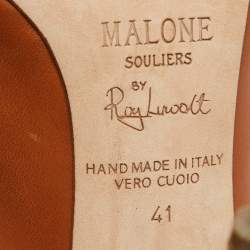 MALONE
SOULIERS
BY
Roy Luwolt
HAND MADE IN ITALY
VERO CUOIO
41